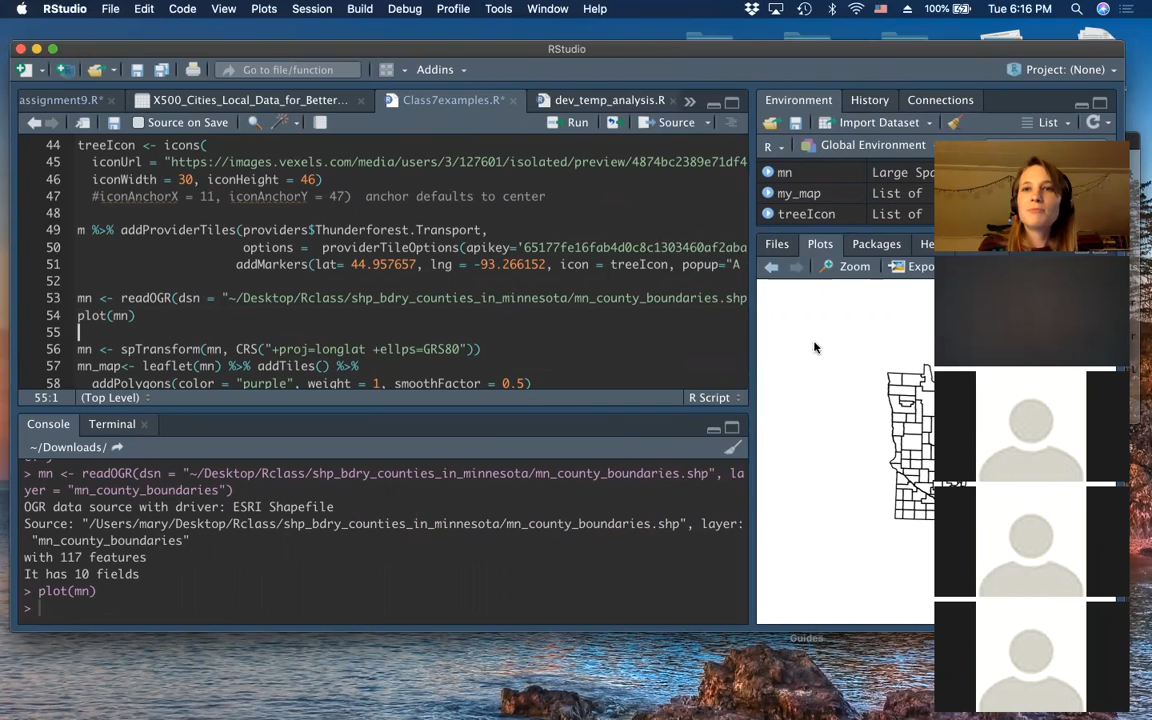 RStudio File Edit Code View Plots Session Build Debug Profile Tools Window Help 100% Tue 6:16 PM
RStudio
Go to file/function Addins Project: (None)
assignment9.R* X500_Cities_Local_Data_for_Better... Class7examples.R* dev_temp_analysis.R
Source on Save Run Source
44 treeIcon <- icons(
45 iconUrl = "https://images.vexels.com/media/users/3/127601/isolated/preview/4874bc2389e71df4
46 iconWidth = 30, iconHeight = 46)
47 #iconAnchorX = 11, iconAnchorY = 47) anchor defaults to center
48
49 m %>% addProviderTiles(providers$Thunderforest.Transport,
50 options = providerTileOptions(apikey='65177fe16fab4d0c8c1303460af2aba
51 addMarkers(lat= 44.957657, lng = -93.266152, icon = treeIcon, popup="A
52
53 mn <- readOGR(dsn = "~/Desktop/Rclass/shp_bdry_counties_in_minnesota/mn_county_boundaries.shp
54 plot(mn)
55
56 mn <- spTransform(mn, CRS("+proj=longlat +ellps=GRS80"))
57 mn_map<- leaflet(mn) %>% addTiles() %>%
58 addPolygons(color = "purple", weight = 1, smoothFactor = 0.5)
55:1 (Top Level) R Script
Console Terminal
~/Downloads/
> mn <- readOGR(dsn = "~/Desktop/Rclass/shp_bdry_counties_in_minnesota/mn_county_boundaries.shp", la
yer = "mn_county_boundaries")
OGR data source with driver: ESRI Shapefile
Source: "/Users/mary/Desktop/Rclass/shp_bdry_counties_in_minnesota/mn_county_boundaries.shp", layer:
"mn_county_boundaries"
with 117 features
It has 10 fields
> plot(mn)
>
Environment History Connections
Import Dataset List
R Global Environment
mn Large Spa
my_map List of
treeIcon List of
Files Plots Packages He
Zoom Expo
Guides